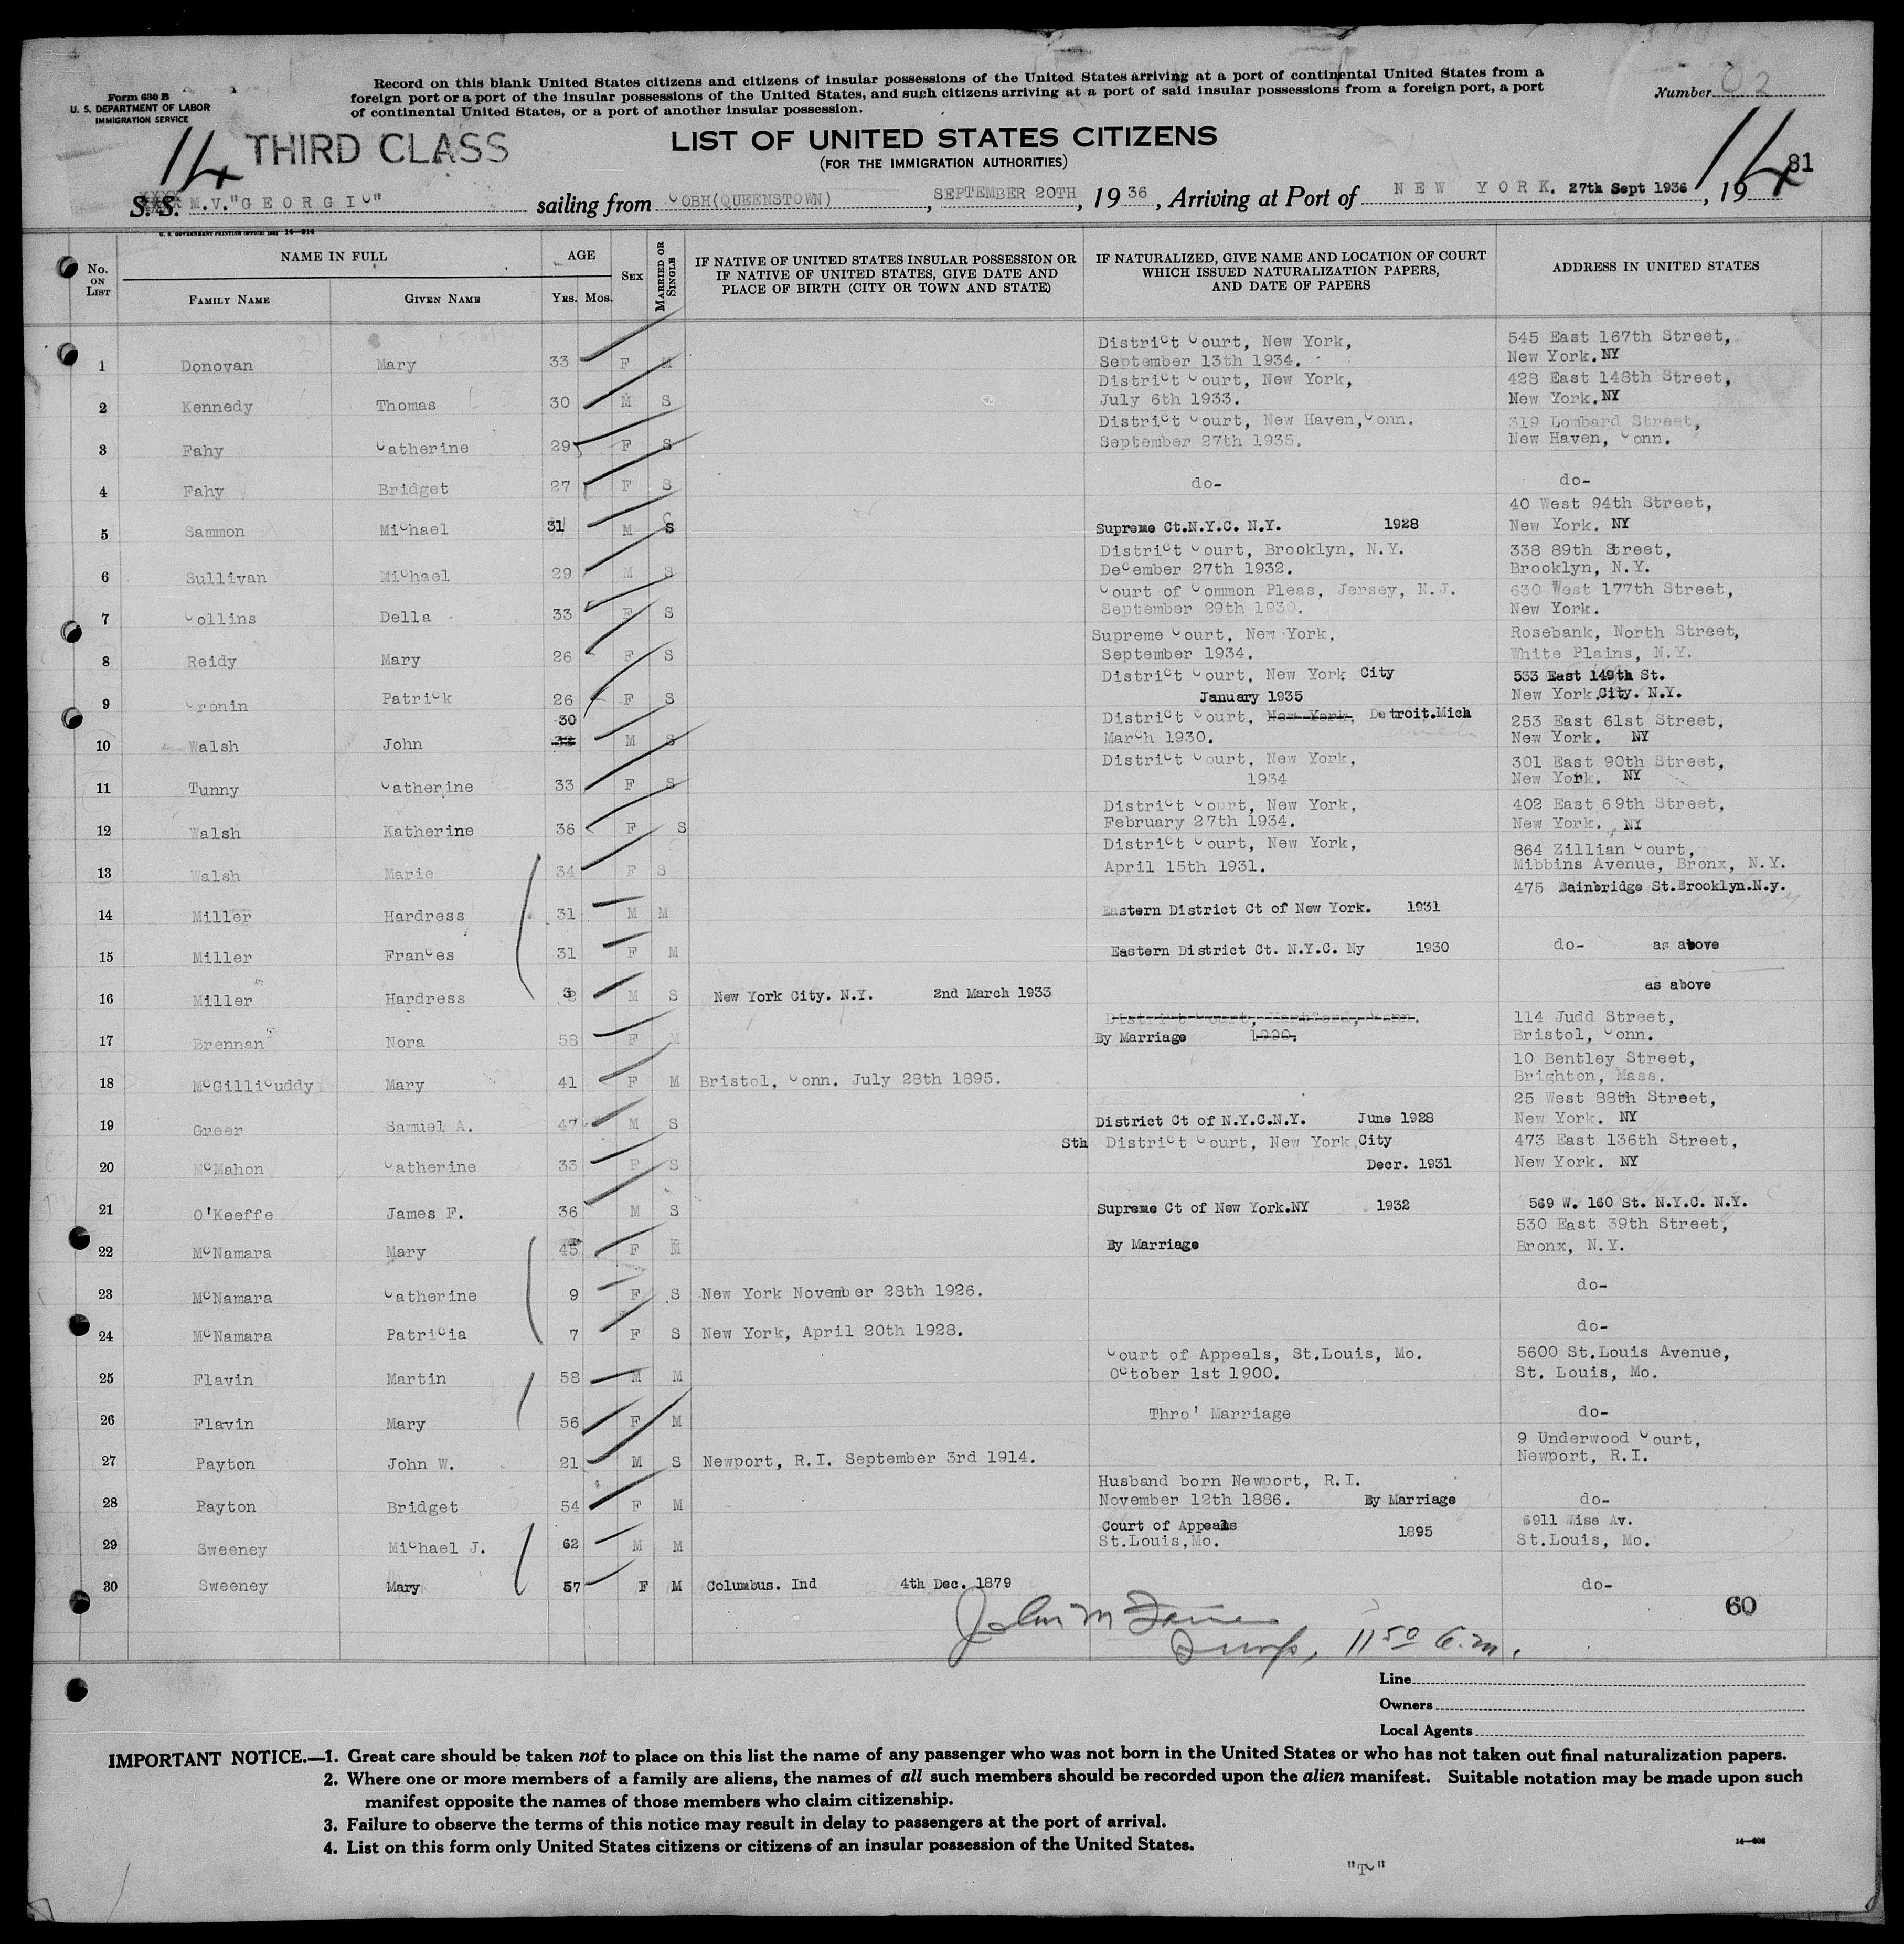 Form 630 B
U. S. DEPARTMENT OF LABOR
IMMIGRATION SERVICE
Record on this blank United States citizens and citizens of insular possessions of the United States arriving at a port of continental United States from a
foreign port or a port of the insular possessions of the United States, and such citizens arriving at a port of said insular possessions from a foreign port, a port
of continental United States, or a port of another insular possession.
Number
14 THIRD CLASS
LIST OF UNITED STATES CITIZENS
(FOR THE IMMIGRATION AUTHORITIES)
14 81
S.S. M.V."GEORGIC" sailing from COBH(QUEENSTOWN), SEPTEMBER 20TH, 1936, Arriving at Port of NEW YORK. 27th Sept 1936, 19
No. ON LIST
NAME IN FULL
FAMILY NAME GIVEN NAME
AGE
YRS. MOS.
SEX
MARRIED OR SINGLE
IF NATIVE OF UNITED STATES INSULAR POSSESSION OR
IF NATIVE OF UNITED STATES, GIVE DATE AND
PLACE OF BIRTH (CITY OR TOWN AND STATE)
IF NATURALIZED, GIVE NAME AND LOCATION OF COURT
WHICH ISSUED NATURALIZATION PAPERS,
AND DATE OF PAPERS
ADDRESS IN UNITED STATES
District Court, New York, 545 East 167th Street,
1 Donovan Mary 33 F M September 13th 1934. New York. NY
District Court, New York, 428 East 148th Street,
2 Kennedy Thomas 30 M S July 6th 1933. New York. NY
District Court, New Haven, Conn. 319 Lombard Street,
3 Fahy Catherine 29 F S September 27th 1935. New Haven, Conn.
4 Fahy Bridget 27 F S do- do-
40 West 94th Street,
5 Sammon Michael 31 M S Supreme Ct.N.Y.C. N.Y. 1928 New York. NY
District Court, Brooklyn, N.Y. 338 89th Street,
6 Sullivan Michael 29 M S December 27th 1932. Brooklyn, N.Y.
Court of Common Pleas, Jersey, N.J. 630 West 177th Street,
7 Collins Della 33 F S September 29th 1930. New York.
Supreme Court, New York, Rosebank, North Street,
8 Reidy Mary 26 F S September 1934. White Plains, N.Y.
District Court, New York City 533 East 149th St.
9 Cronin Patrick 26 F S January 1935 New York.City. N.Y.
30 District Court, New York, Detroit.Mich 253 East 61st Street,
10 Walsh John M S March 1930. New York. NY
District Court, New York, 301 East 90th Street,
11 Tunny Catherine 33 F S 1934 New York. NY
District Court, New York, 402 East 69th Street,
12 Walsh Katherine 36 F S February 27th 1934. New York. NY
District Court, New York, 864 Zillian Court,
13 Walsh Marie 34 F S April 15th 1931. Mibbins Avenue, Bronx, N.Y.
475 Bainbridge St.Brooklyn.N.y.
14 Miller Hardress 31 M M Eastern District Ct of New York. 1931
15 Miller Frances 31 F M Eastern District Ct. N.Y.C. Ny 1930 do- as above
16 Miller Hardress 3 M S New York City. N.Y. 2nd March 1933 as above
District Court, Hartford, Conn. 114 Judd Street,
17 Brennan Nora 58 F M By Marriage 1920. Bristol, Conn.
10 Bentley Street,
18 McGillicuddy Mary 41 F M Bristol, Conn. July 28th 1895. Brighton, Mass.
25 West 88th Street,
19 Greer Samuel A. 47 M S District Ct of N.Y.C.N.Y. June 1928 New York. NY
Sth District Court, New York.City 473 East 136th Street,
20 McMahon Catherine 33 F S Decr. 1931 New York. NY
21 O'Keeffe James F. 36 M S Supreme Ct of New York.NY 1932 569 W. 160 St. N.Y.C. N.Y.
530 East 39th Street,
22 McNamara Mary 45 F M By Marriage Bronx, N.Y.
23 McNamara Catherine 9 F S New York November 28th 1926. do-
24 McNamara Patricia 7 F S New York, April 20th 1928. do-
Court of Appeals, St.Louis, Mo. 5600 St.Louis Avenue,
25 Flavin Martin 58 M M October 1st 1900. St. Louis, Mo.
26 Flavin Mary 56 F M Thro' Marriage do-
9 Underwood Court,
27 Payton John W. 21 M S Newport, R.I. September 3rd 1914. Newport, R.I.
Husband born Newport, R.I.
28 Payton Bridget 54 F M November 12th 1886. By Marriage do-
Court of Appeals 1895 6911 Wise Av.
29 Sweeney Michael J. 62 M M St.Louis,Mo. St.Louis, Mo.
30 Sweeney Mary 57 F M Columbus. Ind 4th Dec. 1879 do-
60
John M
11 50 a.m.
Line
Owners
Local Agents
IMPORTANT NOTICE.—1. Great care should be taken not to place on this list the name of any passenger who was not born in the United States or who has not taken out final naturalization papers.
2. Where one or more members of a family are aliens, the names of all such members should be recorded upon the alien manifest. Suitable notation may be made upon such
manifest opposite the names of those members who claim citizenship.
3. Failure to observe the terms of this notice may result in delay to passengers at the port of arrival.
4. List on this form only United States citizens or citizens of an insular possession of the United States.
14—606
"TC"